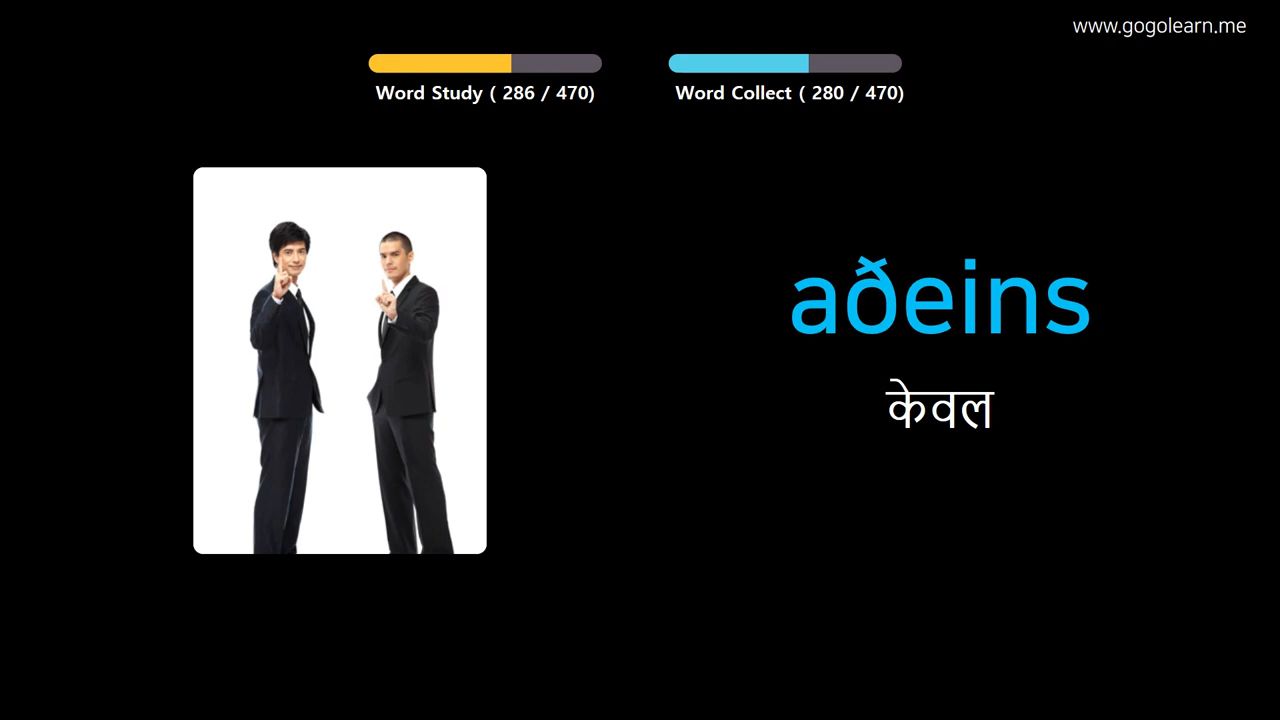 www.gogolearn.me
Word Study ( 286 / 470)
Word Collect ( 280 / 470)
aðeins
केवल